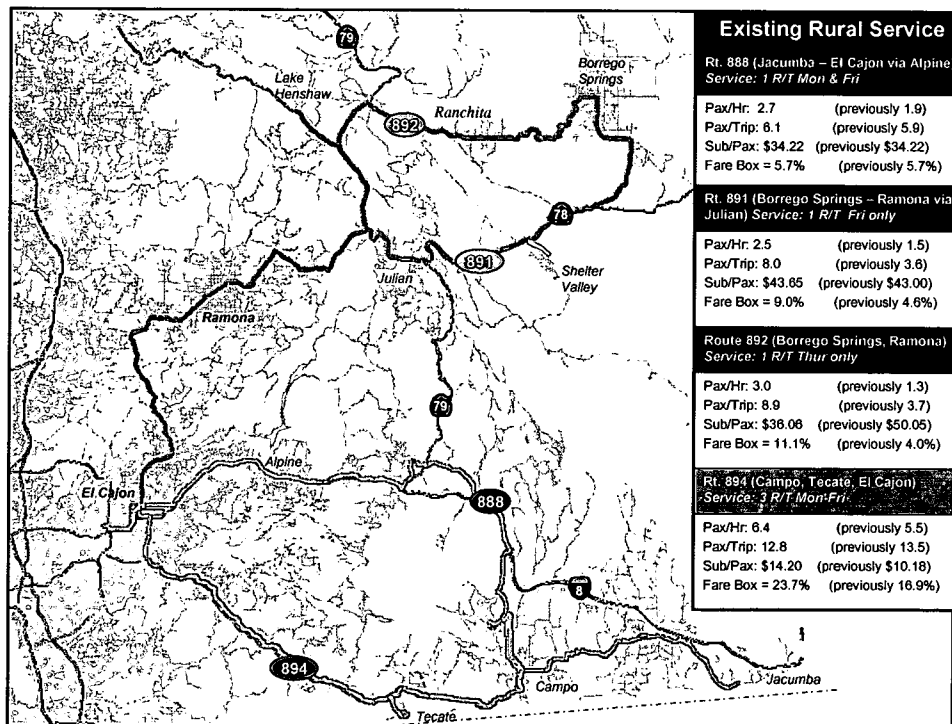 79
Lake
Henshaw
Borrego
Springs
892
Ranchita
78
891
Julian
Shelter
Valley
Ramona
79
Alpine
El Cajon
888
8
894
Campo
Jacumba
Tecate
Existing Rural Service
Rt. 888 (Jacumba – El Cajon via Alpine
Service: 1 R/T Mon & Fri
Pax/Hr: 2.7 (previously 1.9)
Pax/Trip: 6.1 (previously 5.9)
Sub/Pax: $34.22 (previously $34.22)
Fare Box = 5.7% (previously 5.7%)
Rt. 891 (Borrego Springs – Ramona via
Julian) Service: 1 R/T Fri only
Pax/Hr: 2.5 (previously 1.5)
Pax/Trip: 8.0 (previously 3.6)
Sub/Pax: $43.65 (previously $43.00)
Fare Box = 9.0% (previously 4.6%)
Route 892 (Borrego Springs, Ramona)
Service: 1 R/T Thur only
Pax/Hr: 3.0 (previously 1.3)
Pax/Trip: 8.9 (previously 3.7)
Sub/Pax: $36.06 (previously $50.05)
Fare Box = 11.1% (previously 4.0%)
Rt. 894 (Campo, Tecate, El Cajon)
Service: 3 R/T Mon-Fri
Pax/Hr: 6.4 (previously 5.5)
Pax/Trip: 12.8 (previously 13.5)
Sub/Pax: $14.20 (previously $10.18)
Fare Box = 23.7% (previously 16.9%)